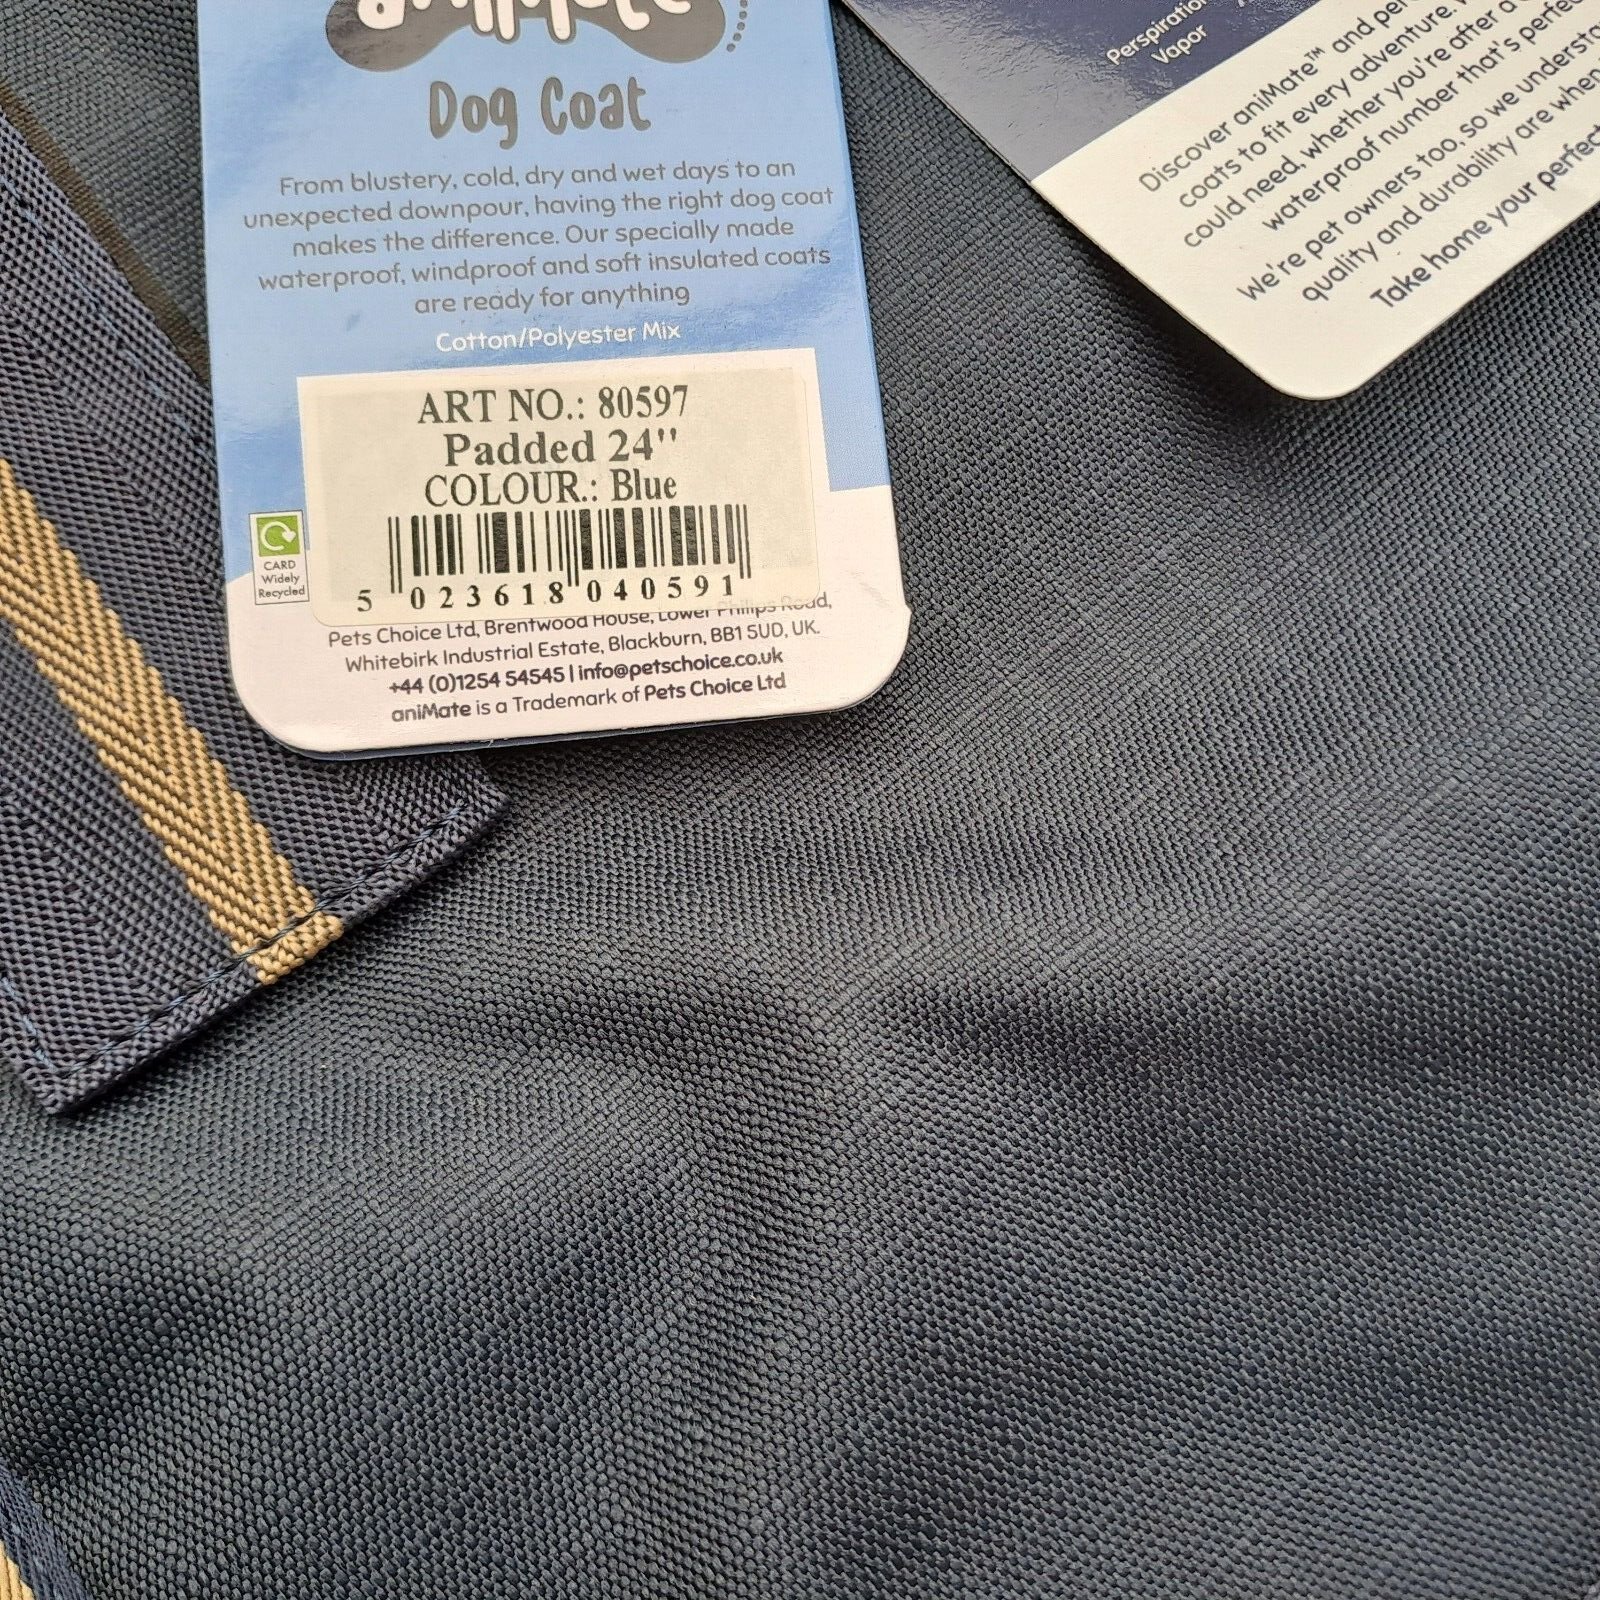 aniMate
Dog Coat
From blustery, cold, dry and wet days to an
unexpected downpour, having the right dog coat
makes the difference. Our specially made
waterproof, windproof and soft insulated coats
are ready for anything
Cotton/Polyester Mix
ART NO.: 80597
Padded 24"
COLOUR.: Blue
5 023618 040591
CARD
Widely
Recycled
Pets Choice Ltd, Brentwood House, Lower Philips Road,
Whitebirk Industrial Estate, Blackburn, BB1 5UD, UK.
+44 (0)1254 54545 | info@petschoice.co.uk
aniMate is a Trademark of Pets Choice Ltd
Perspiration
Vapor
Discover aniMate™ and
coats to fit every adventure.
could need, whether you're after a
waterproof number that's
We're pet owners too, so we
quality and durability are when
Take home your